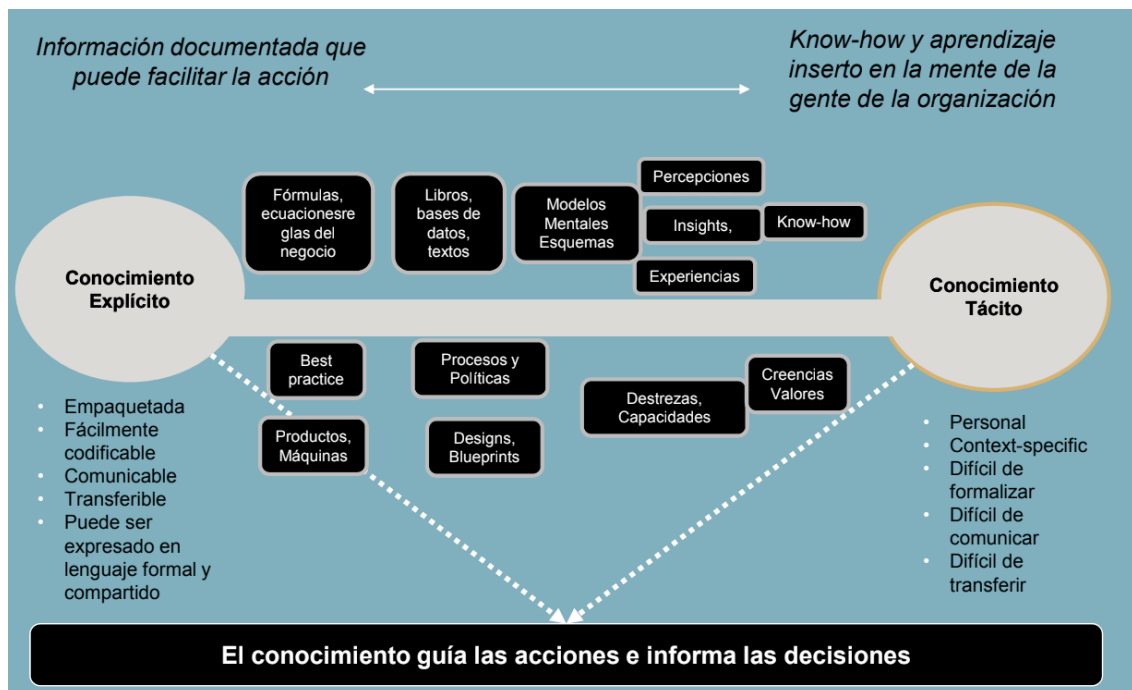 Información documentada que
puede facilitar la acción
Know-how y aprendizaje
inserto en la mente de la
gente de la organización
Fórmulas,
ecuacionesre
glas del
negocio
Libros,
bases de
datos,
textos
Modelos
Mentales
Esquemas
Percepciones
Insights,
Know-how
Experiencias
Conocimiento
Explícito
Conocimiento
Tácito
Best
practice
Procesos y
Políticas
Creencias
Valores
Destrezas,
Capacidades
Productos,
Máquinas
Designs,
Blueprints
• Empaquetada
• Fácilmente
codificable
• Comunicable
• Transferible
• Puede ser
expresado en
lenguaje formal y
compartido
• Personal
• Context-specific
• Difícil de
formalizar
• Difícil de
comunicar
• Difícil de
transferir
El conocimiento guía las acciones e informa las decisiones